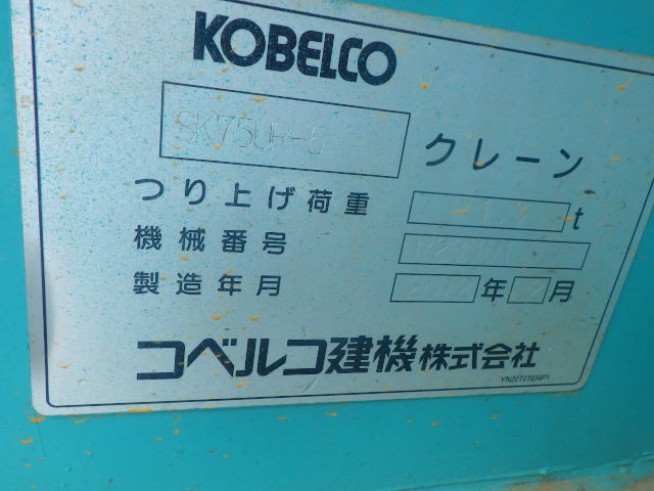 KOBELCO
SK75UR-5 クレーン
つり上げ荷重 t
機械番号
製造年月 年 月
コベルコ建機株式会社